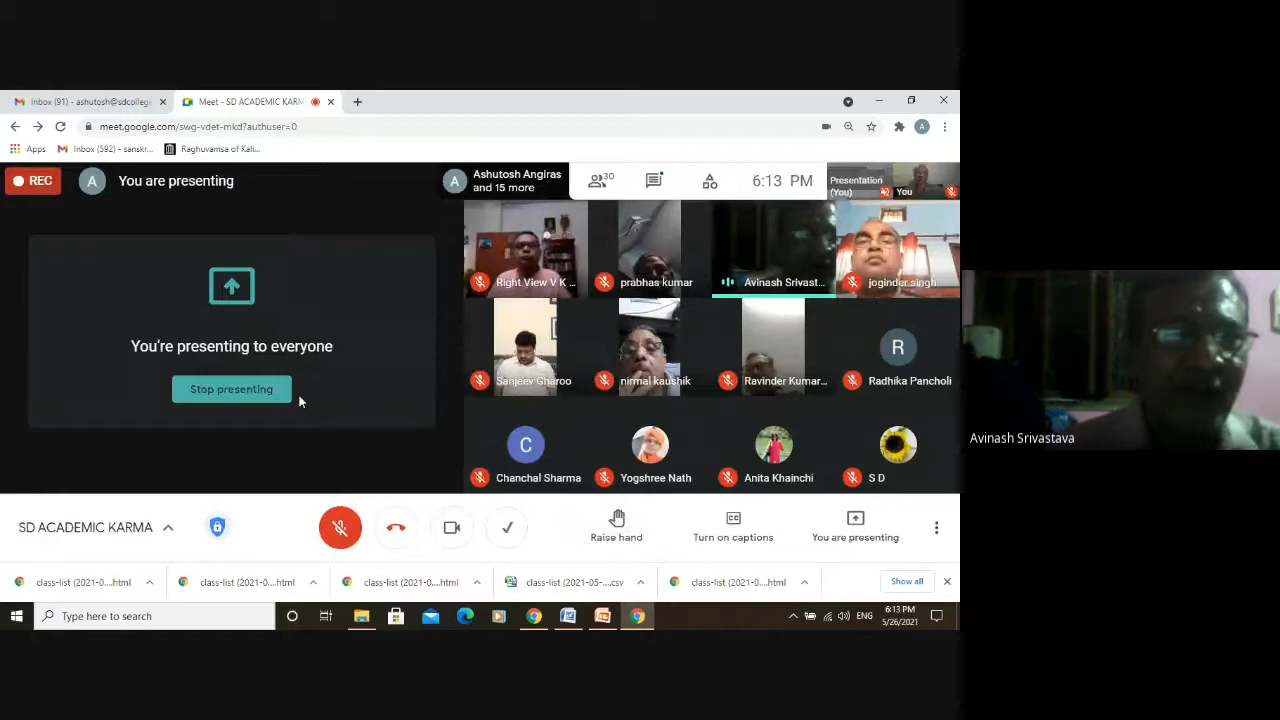 Inbox (91) - ashutosh@sdcollege
Meet - SD ACADEMIC KARM
meet.google.com/swg-vdet-mkd?authuser=0
Apps
Inbox (592) - sanskr...
Raghuvamsa of Kali...
REC
A
You are presenting
A
Ashutosh Angiras
and 15 more
30
6:13 PM
Presentation
(You)
You
Right View V K ...
prabhas kumar
Avinash Srivast...
joginder singh
You're presenting to everyone
Stop presenting
Sanjeev Gharoo
nirmal kaushik
Ravinder Kumar...
R
Radhika Pancholi
C
Chanchal Sharma
Yogshree Nath
Anita Khainchi
S D
Avinash Srivastava
SD ACADEMIC KARMA
Raise hand
Turn on captions
You are presenting
class-list (2021-0....html
class-list (2021-0....html
class-list (2021-0....html
class-list (2021-05-....csv
class-list (2021-0....html
Show all
Type here to search
ENG
6:13 PM
5/26/2021